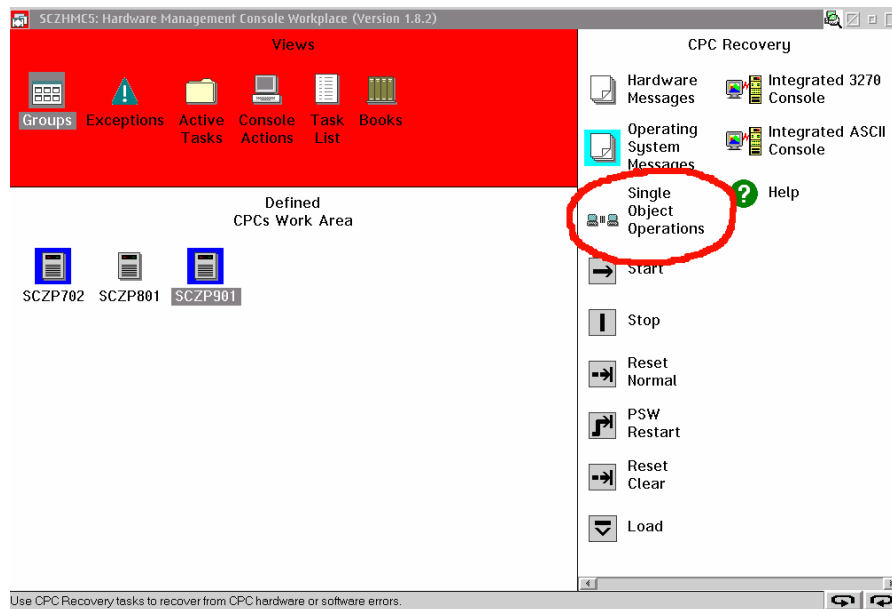 SCZHMC5: Hardware Management Console Workplace (Version 1.8.2)
Views
Groups
Exceptions
Active
Tasks
Console
Actions
Task
List
Books
Defined
CPCs Work Area
SCZP702
SCZP801
SCZP901
CPC Recovery
Hardware
Messages
Operating
System
Messages
Single
Object
Operations
Start
Stop
Reset
Normal
PSW
Restart
Reset
Clear
Load
Integrated 3270
Console
Integrated ASCII
Console
? Help
Use CPC Recovery tasks to recover from CPC hardware or software errors.